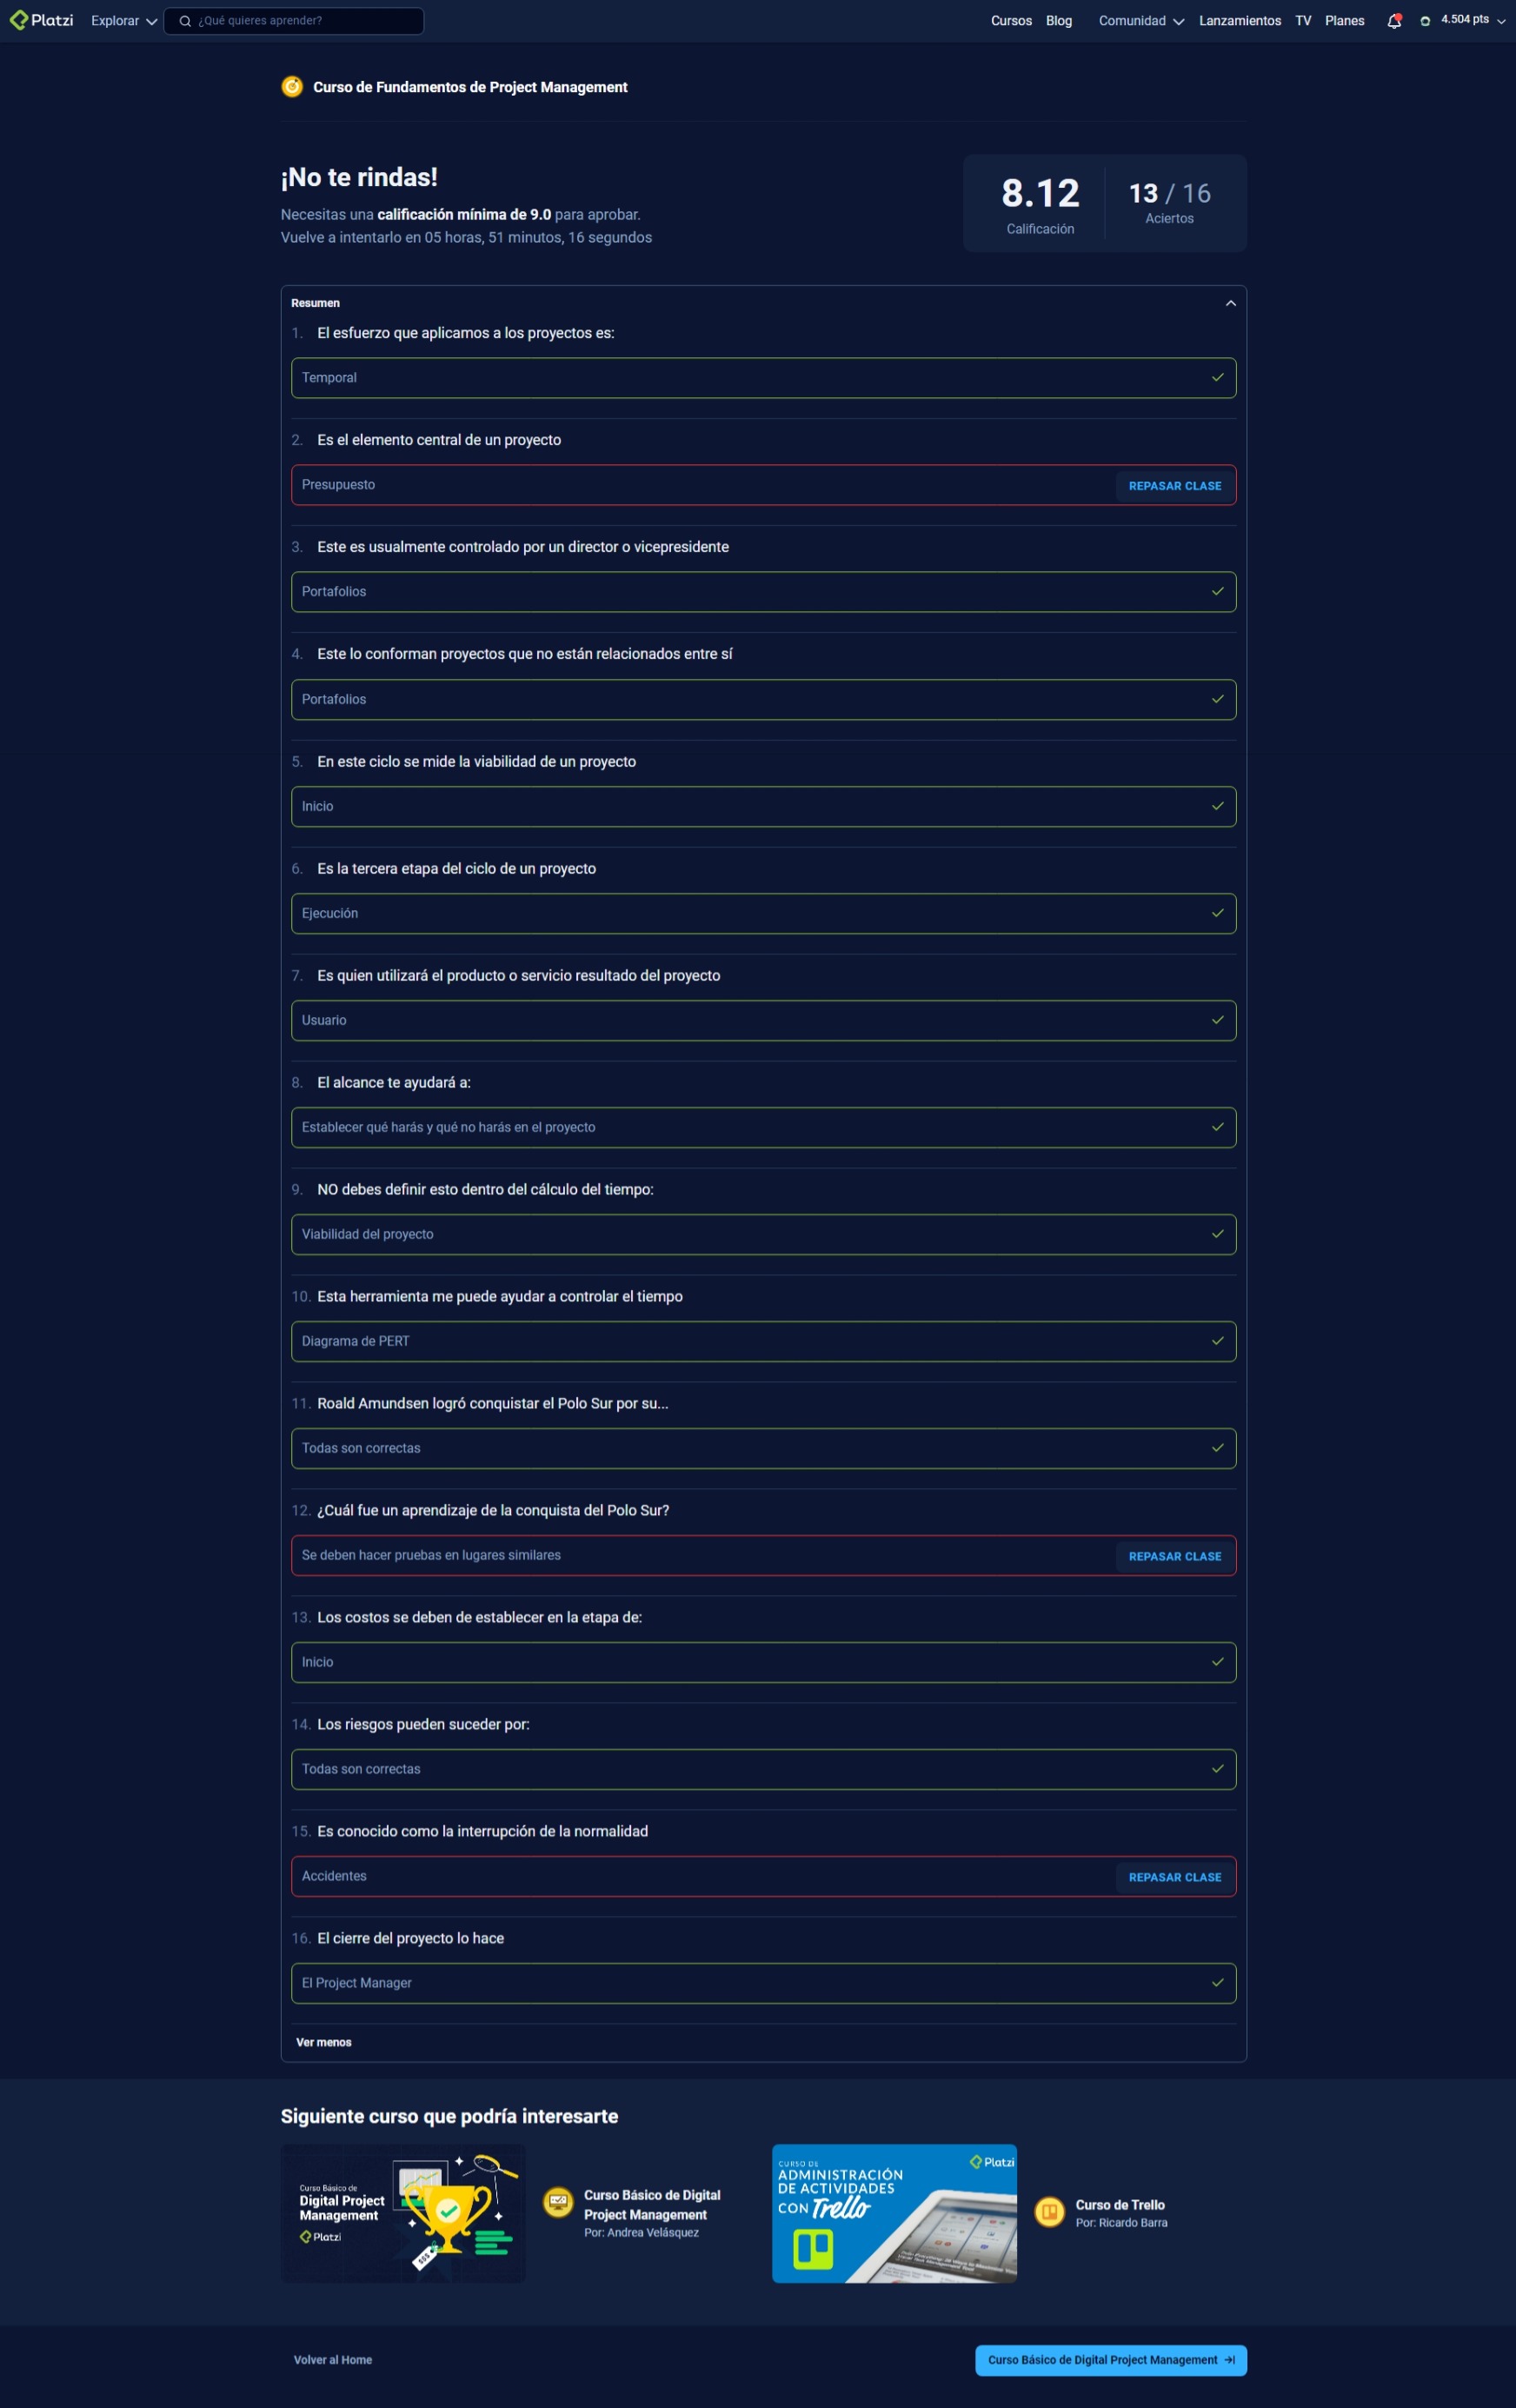 Platzi
Explorar
¿Qué quieres aprender?
Cursos
Blog
Comunidad
Lanzamientos
TV
Planes
4.504 pts
Curso de Fundamentos de Project Management
¡No te rindas!
Necesitas una calificación mínima de 9.0 para aprobar.
Vuelve a intentarlo en 05 horas, 51 minutos, 16 segundos
8.12
Calificación
13 / 16
Aciertos
Resumen
1. El esfuerzo que aplicamos a los proyectos es:
Temporal
2. Es el elemento central de un proyecto
Presupuesto
REPASAR CLASE
3. Este es usualmente controlado por un director o vicepresidente
Portafolios
4. Este lo conforman proyectos que no están relacionados entre sí
Portafolios
5. En este ciclo se mide la viabilidad de un proyecto
Inicio
6. Es la tercera etapa del ciclo de un proyecto
Ejecución
7. Es quien utilizará el producto o servicio resultado del proyecto
Usuario
8. El alcance te ayudará a:
Establecer qué harás y qué no harás en el proyecto
9. NO debes definir esto dentro del cálculo del tiempo:
Viabilidad del proyecto
10. Esta herramienta me puede ayudar a controlar el tiempo
Diagrama de PERT
11. Roald Amundsen logró conquistar el Polo Sur por su...
Todas son correctas
12. ¿Cuál fue un aprendizaje de la conquista del Polo Sur?
Se deben hacer pruebas en lugares similares
REPASAR CLASE
13. Los costos se deben de establecer en la etapa de:
Inicio
14. Los riesgos pueden suceder por:
Todas son correctas
15. Es conocido como la interrupción de la normalidad
Accidentes
REPASAR CLASE
16. El cierre del proyecto lo hace
El Project Manager
Ver menos
Siguiente curso que podría interesarte
Curso Básico de
Digital Project
Management
Platzi
$$$
Curso Básico de Digital
Project Management
Por: Andrea Velásquez
CURSO DE
ADMINISTRACIÓN
DE ACTIVIDADES
CON Trello
Platzi
Curso de Trello
Por: Ricardo Barra
Volver al Home
Curso Básico de Digital Project Management